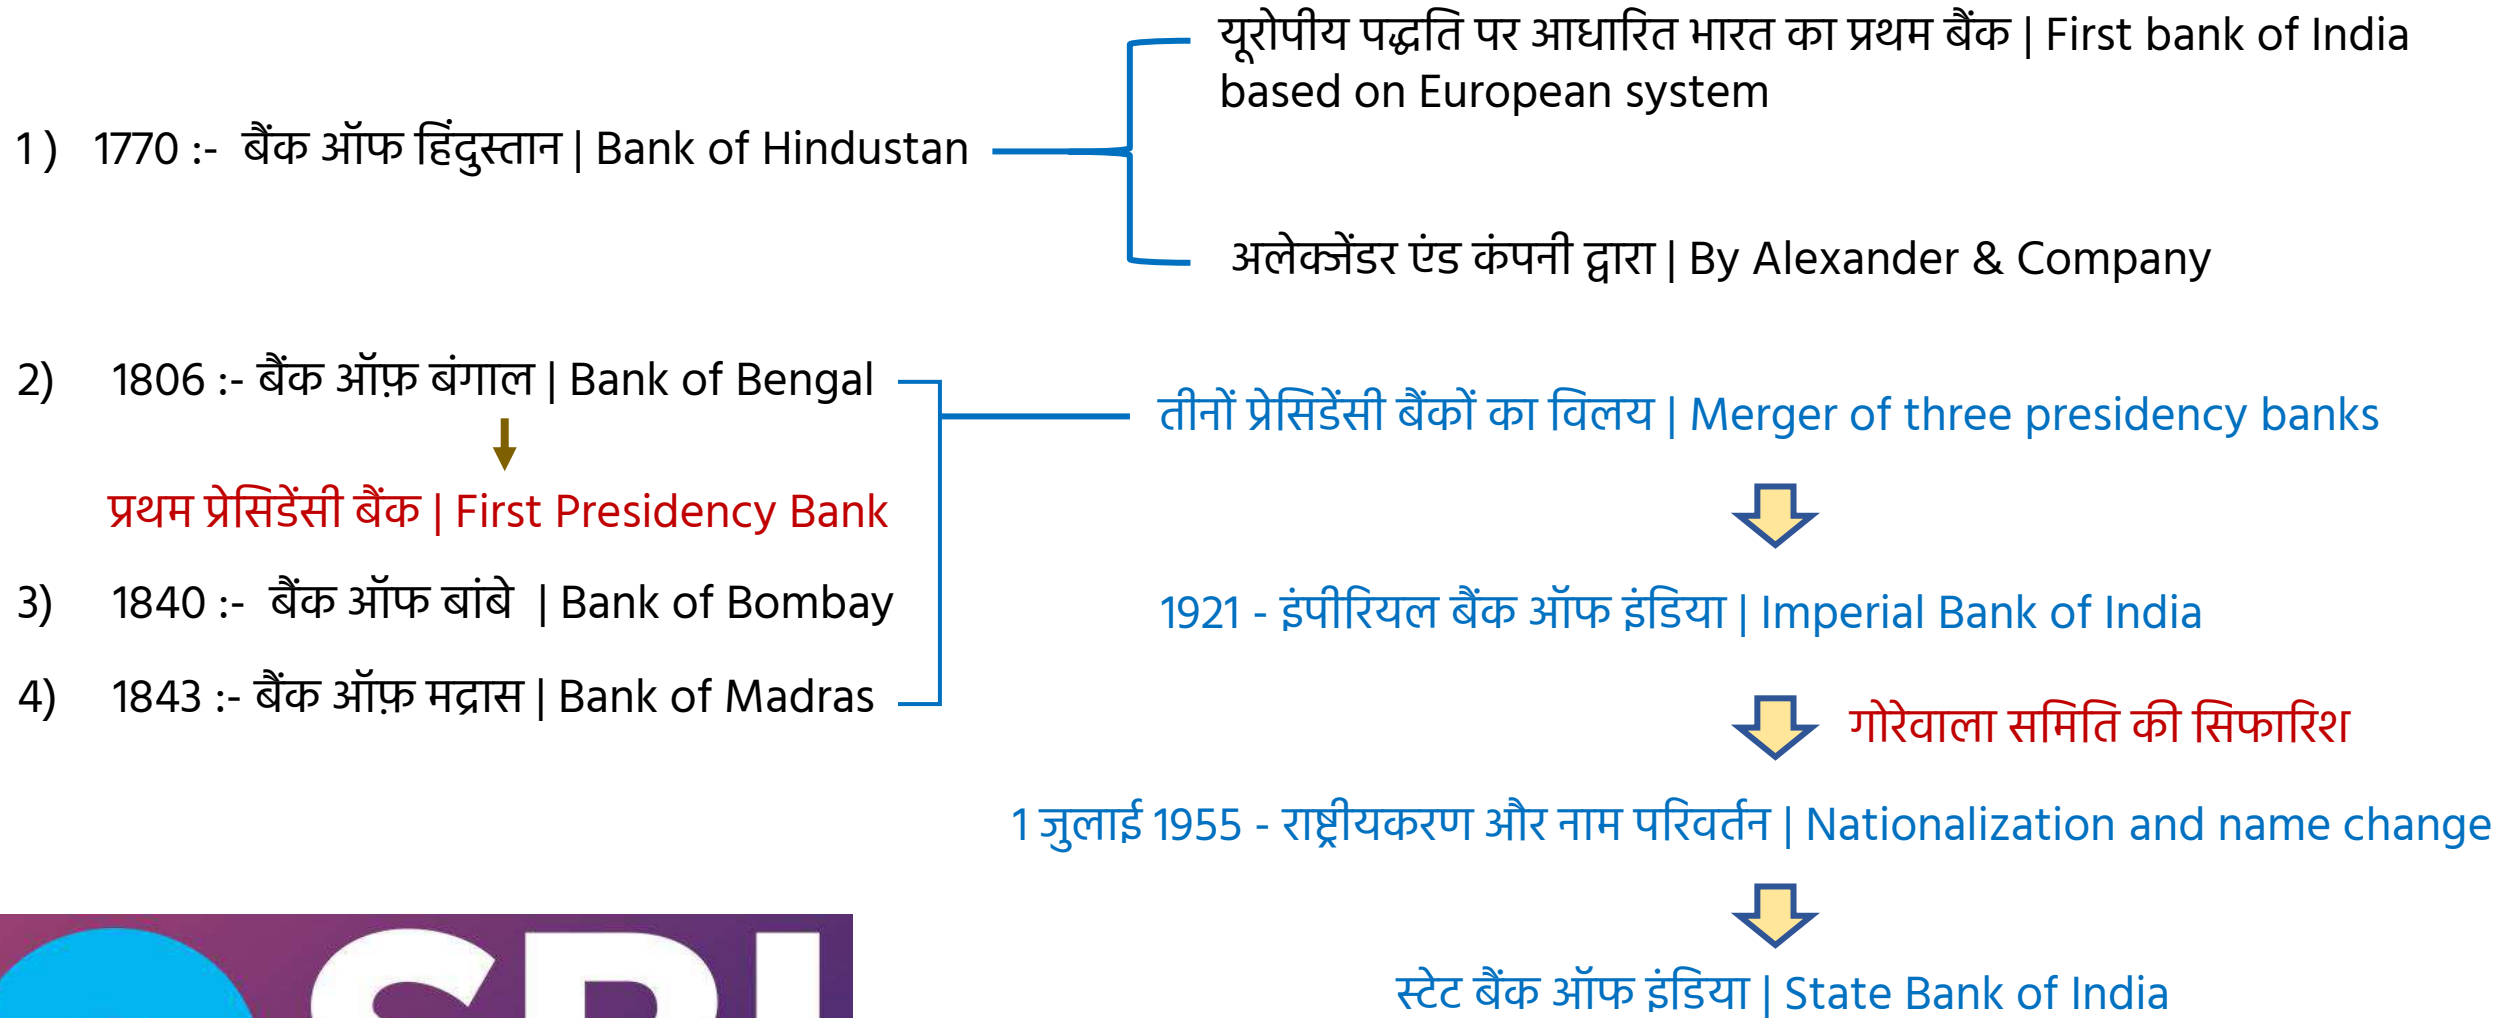 यूरोपीय पद्धति पर आधारित भारत का प्रथम बैंक | First bank of India
based on European system
1) 1770 :- बैंक ऑफ हिंदुस्तान | Bank of Hindustan
अलेक्जेंडर एंड कंपनी द्वारा | By Alexander & Company
2) 1806 :- बैंक ऑफ़ बंगाल | Bank of Bengal
प्रथम प्रेसिडेंसी बैंक | First Presidency Bank
3) 1840 :- बैंक ऑफ बांबे | Bank of Bombay
4) 1843 :- बैंक ऑफ़ मद्रास | Bank of Madras
तीनों प्रेसिडेंसी बैंकों का विलय | Merger of three presidency banks
1921 - इंपीरियल बैंक ऑफ इंडिया | Imperial Bank of India
गोरेवाला समिति की सिफारिश
1 जुलाई 1955 - राष्ट्रीयकरण और नाम परिवर्तन | Nationalization and name change
स्टेट बैंक ऑफ इंडिया | State Bank of India
SBI